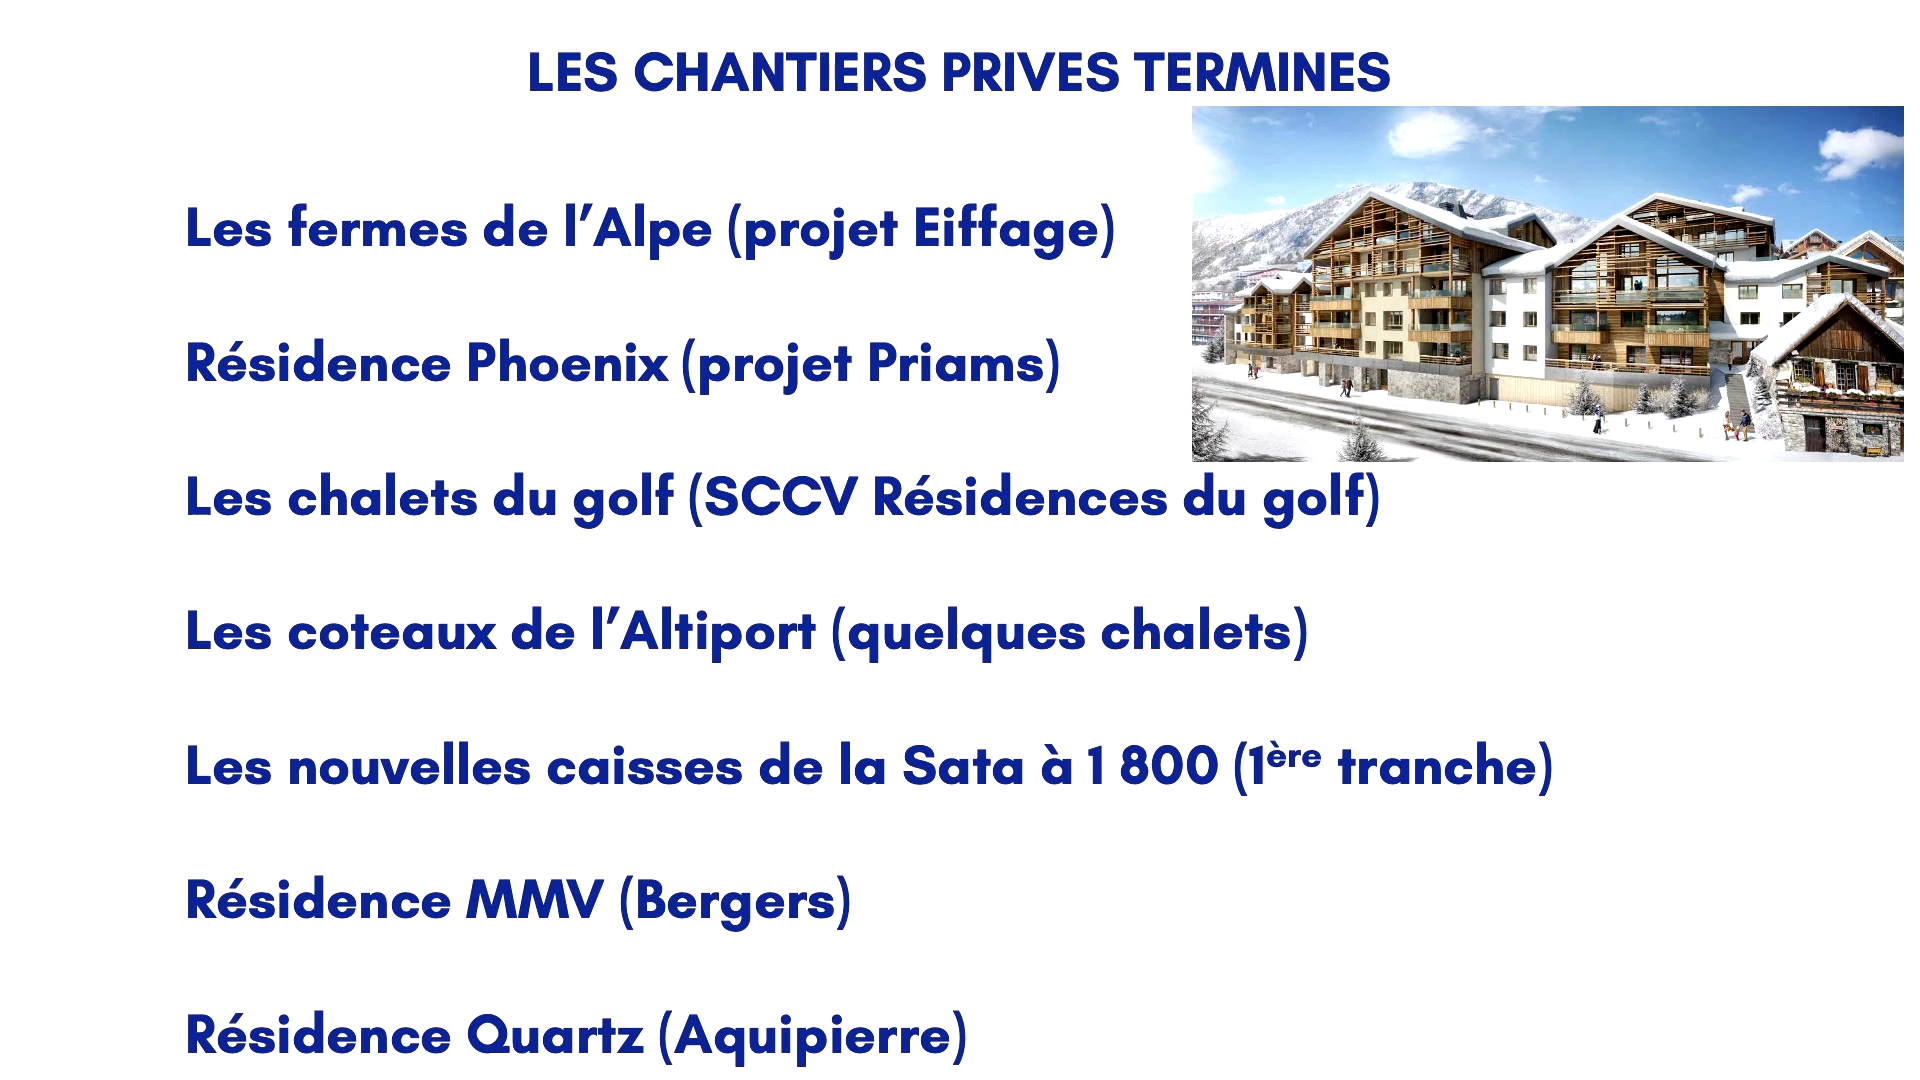 LES CHANTIERS PRIVES TERMINES
Les fermes de l’Alpe (projet Eiffage)
Résidence Phoenix (projet Priams)
Les chalets du golf (SCCV Résidences du golf)
Les coteaux de l’Altiport (quelques chalets)
Les nouvelles caisses de la Sata à 1 800 (1ère tranche)
Résidence MMV (Bergers)
Résidence Quartz (Aquipierre)